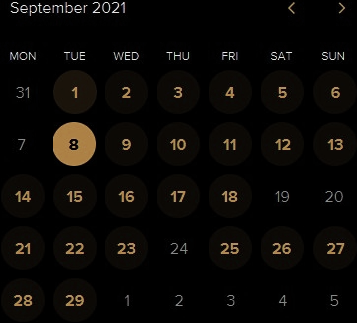 September 2021
MON TUE WED THU FRI SAT SUN
31 1 2 3 4 5 6
7 8 9 10 11 12 13
14 15 16 17 18 19 20
21 22 23 24 25 26 27
28 29 1 2 3 4 5